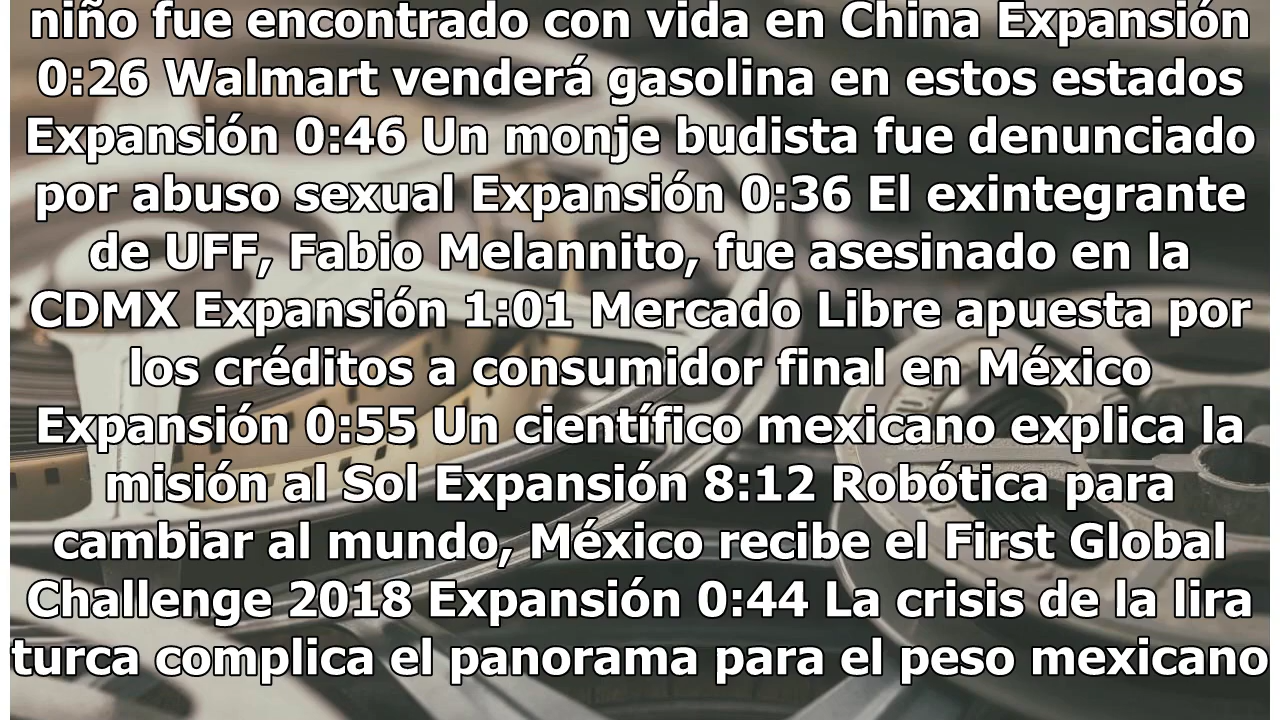 niño fue encontrado con vida en China Expansión
0:26 Walmart venderá gasolina en estos estados
Expansión 0:46 Un monje budista fue denunciado
por abuso sexual Expansión 0:36 El exintegrante
de UFF, Fabio Melannito, fue asesinado en la
CDMX Expansión 1:01 Mercado Libre apuesta por
los créditos a consumidor final en México
Expansión 0:55 Un científico mexicano explica la
misión al Sol Expansión 8:12 Robótica para
cambiar al mundo, México recibe el First Global
Challenge 2018 Expansión 0:44 La crisis de la lira
turca complica el panorama para el peso mexicano